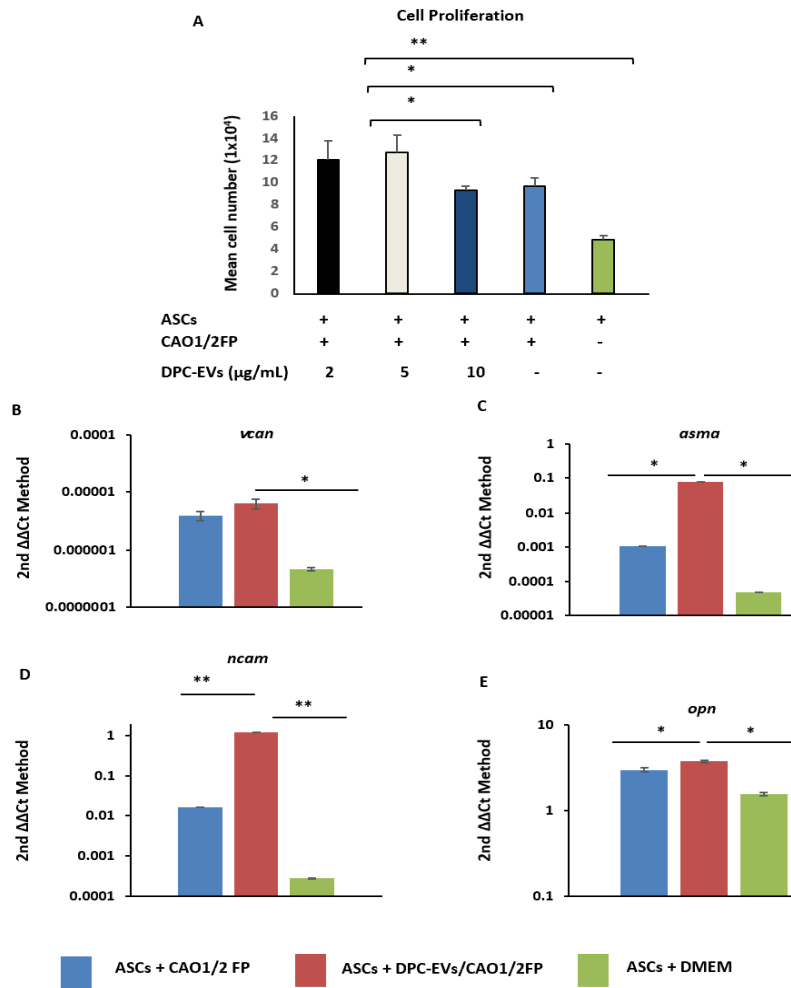 Cell Proliferation
A
**
*
*
16
14
12
10
8
6
4
2
0
Mean cell number (1x10⁴)
ASCs + + + + +
CAO1/2FP + + + + -
DPC-EVs (µg/mL) 2 5 10 - -
B
vcan
0.0001
0.00001
0.000001
0.0000001
2nd ΔΔCt Method
*
C
asma
1
0.1
0.01
0.001
0.0001
0.00001
2nd ΔΔCt Method
* *
D
ncam
** **
1
0.1
0.01
0.001
0.0001
2nd ΔΔCt Method
E
opn
10
1
0.1
2nd ΔΔCt Method
* *
ASCs + CAO1/2 FP ASCs + DPC-EVs/CAO1/2FP ASCs + DMEM